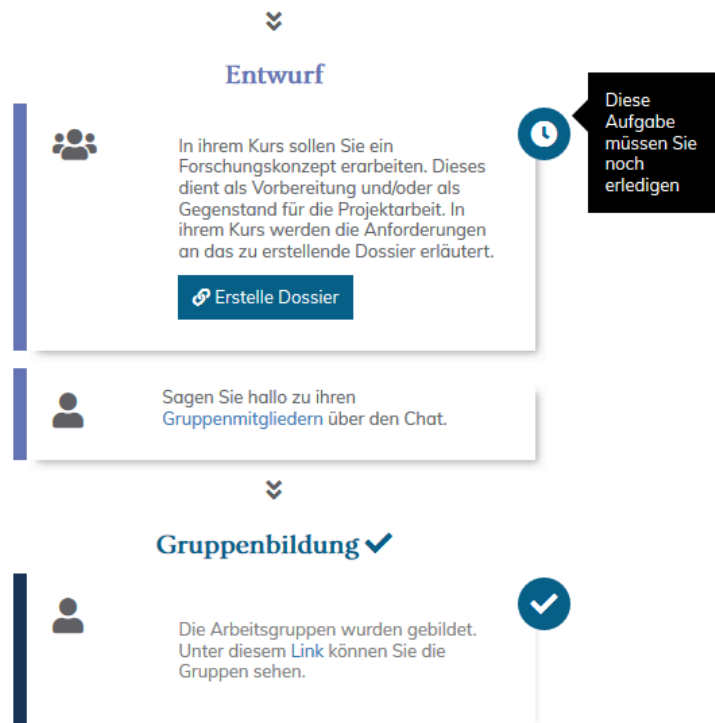 Entwurf
In ihrem Kurs sollen Sie ein
Forschungskonzept erarbeiten. Dieses
dient als Vorbereitung und/oder als
Gegenstand für die Projektarbeit. In
ihrem Kurs werden die Anforderungen
an das zu erstellende Dossier erläutert.
Erstelle Dossier
Diese
Aufgabe
müssen Sie
noch
erledigen
Sagen Sie hallo zu ihren
Gruppenmitgliedern über den Chat.
Gruppenbildung
Die Arbeitsgruppen wurden gebildet.
Unter diesem Link können Sie die
Gruppen sehen.